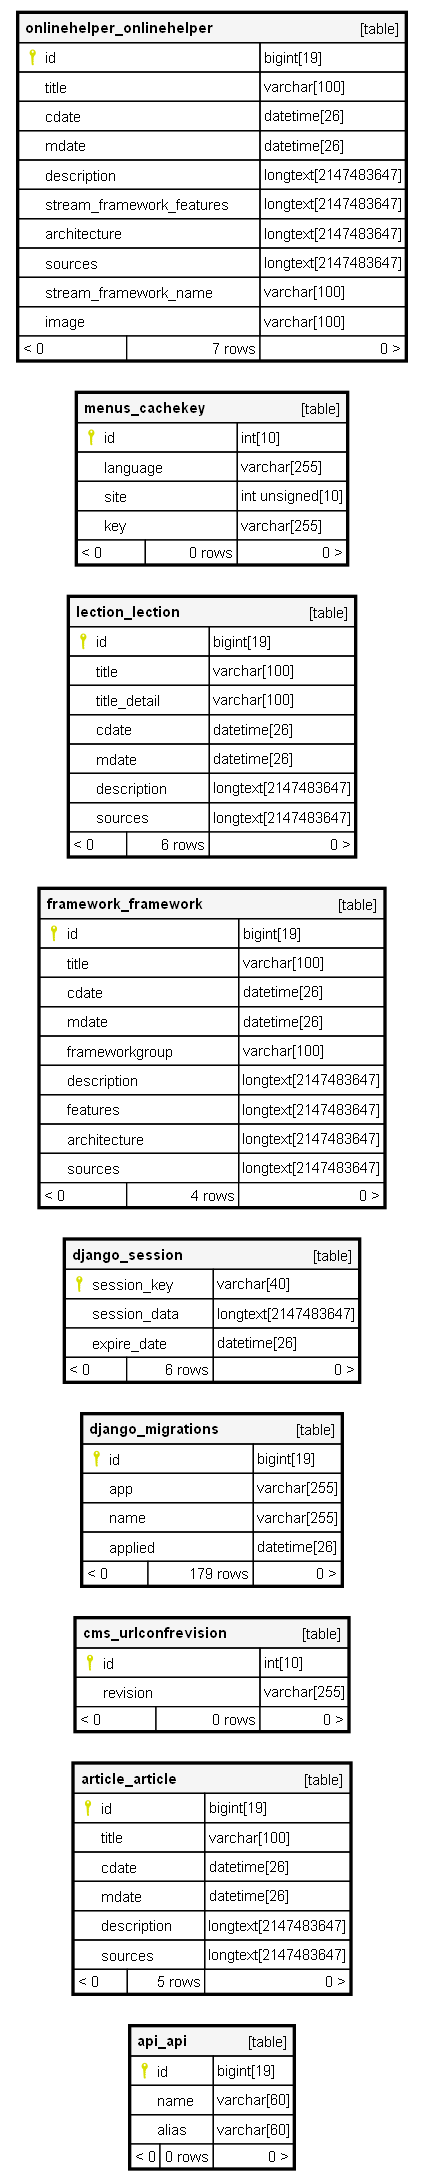 onlinehelper_onlinehelper [table]
id bigint[19]
title varchar[100]
cdate datetime[26]
mdate datetime[26]
description longtext[2147483647]
stream_framework_features longtext[2147483647]
architecture longtext[2147483647]
sources longtext[2147483647]
stream_framework_name varchar[100]
image varchar[100]
< 0 7 rows 0 >
menus_cachekey [table]
id int[10]
language varchar[255]
site int unsigned[10]
key varchar[255]
< 0 0 rows 0 >
lection_lection [table]
id bigint[19]
title varchar[100]
title_detail varchar[100]
cdate datetime[26]
mdate datetime[26]
description longtext[2147483647]
sources longtext[2147483647]
< 0 6 rows 0 >
framework_framework [table]
id bigint[19]
title varchar[100]
cdate datetime[26]
mdate datetime[26]
frameworkgroup varchar[100]
description longtext[2147483647]
features longtext[2147483647]
architecture longtext[2147483647]
sources longtext[2147483647]
< 0 4 rows 0 >
django_session [table]
session_key varchar[40]
session_data longtext[2147483647]
expire_date datetime[26]
< 0 6 rows 0 >
django_migrations [table]
id bigint[19]
app varchar[255]
name varchar[255]
applied datetime[26]
< 0 179 rows 0 >
cms_urlconfrevision [table]
id int[10]
revision varchar[255]
< 0 0 rows 0 >
article_article [table]
id bigint[19]
title varchar[100]
cdate datetime[26]
mdate datetime[26]
description longtext[2147483647]
sources longtext[2147483647]
< 0 5 rows 0 >
api_api [table]
id bigint[19]
name varchar[60]
alias varchar[60]
< 0 0 rows 0 >